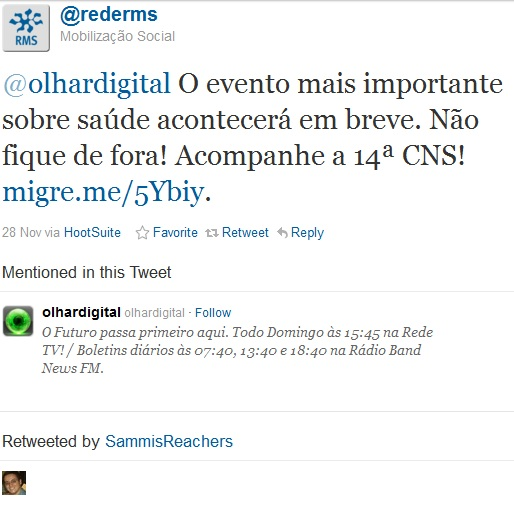 RMS
@rederms
Mobilização Social
@olhardigital O evento mais importante
sobre saúde acontecerá em breve. Não
fique de fora! Acompanhe a 14ª CNS!
migre.me/5Ybiy.
28 Nov via HootSuite Favorite Retweet Reply
Mentioned in this Tweet
olhardigital olhardigital · Follow
O Futuro passa primeiro aqui. Todo Domingo às 15:45 na Rede
TV! / Boletins diários às 07:40, 13:40 e 18:40 na Rádio Band
News FM.
Retweeted by SammisReachers